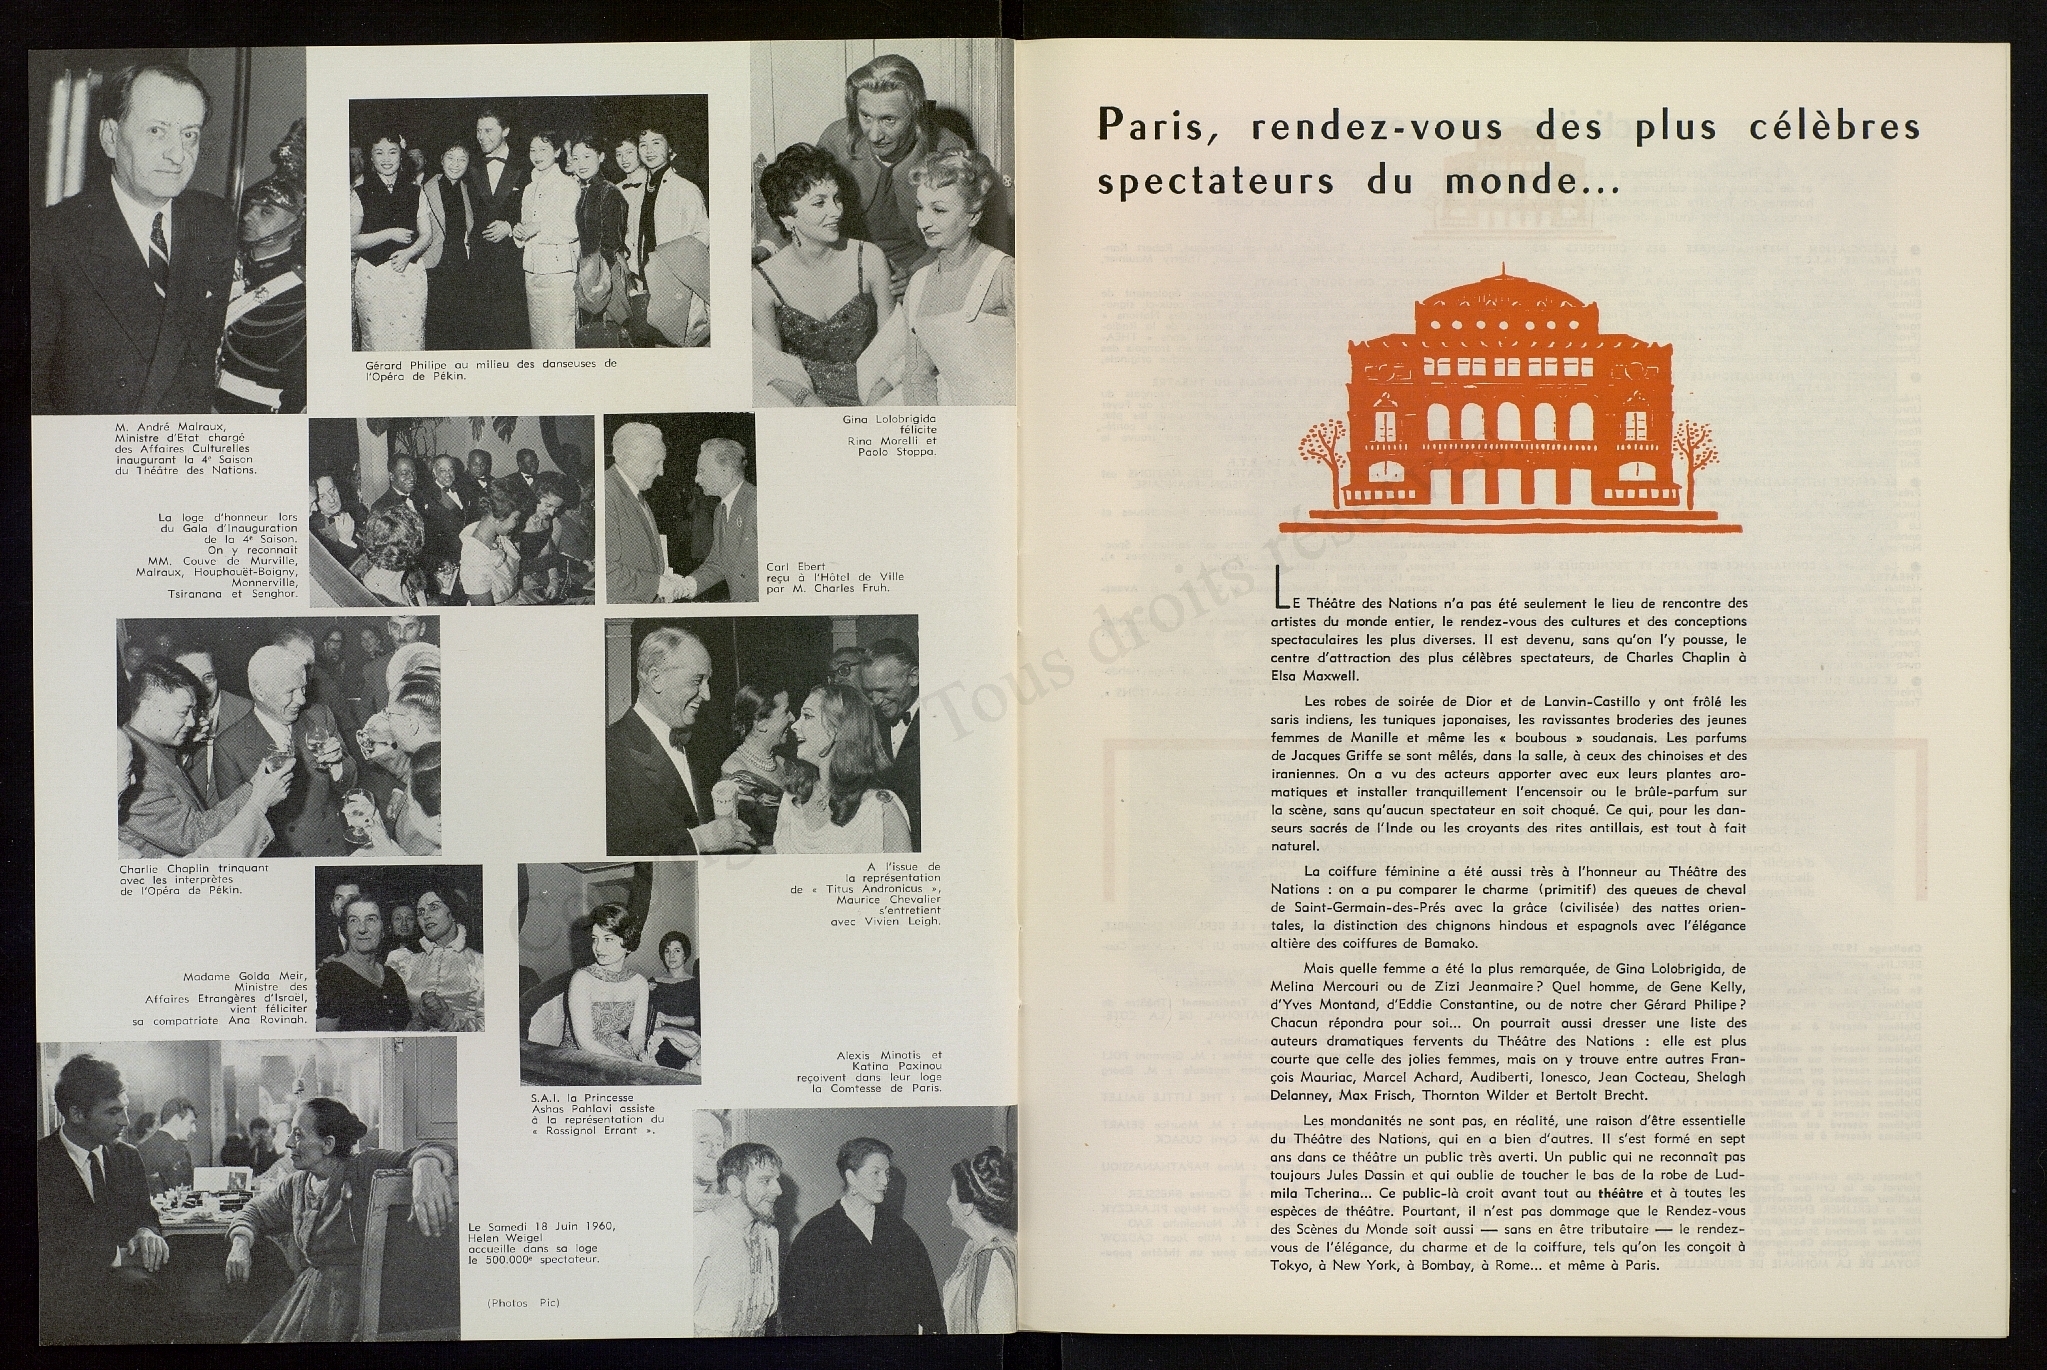 Gérard Philipe au milieu des danseuses de
l'Opéra de Pékin.
M. André Malraux,
Ministre d'Etat chargé
des Affaires Culturelles
inaugurant la 4e Saison
du Théâtre des Nations.
Gina Lolobrigida
félicite
Rina Morelli et
Paolo Stoppa.
La loge d'honneur lors
du Gala d'Inauguration
de la 4e Saison.
On y reconnait
MM. Couve de Murville,
Malraux, Houphouët-Boigny,
Monnerville,
Tsiranana et Senghor.
Carl Ebert
reçu à l'Hôtel de Ville
par M. Charles Fruh.
Charlie Chaplin trinquant
avec les interprètes
de l'Opéra de Pékin.
A l'issue de
la représentation
de « Titus Andronicus »,
Maurice Chevalier
s'entretient
avec Vivien Leigh.
Madame Golda Meir,
Ministre des
Affaires Etrangères d'Israël,
vient féliciter
sa compatriote Ana Rovinah.
S.A.I. la Princesse
Ashas Pahlavi assiste
à la représentation du
« Rossignol Errant ».
Alexis Minotis et
Katina Paxinou
reçoivent dans leur loge
la Comtesse de Paris.
Le Samedi 18 Juin 1960,
Helen Weigel
accueille dans sa loge
le 500.000e spectateur.
(Photos Pic)
Paris, rendez-vous des plus célèbres
spectateurs du monde...
LE Théâtre des Nations n'a pas été seulement le lieu de rencontre des
artistes du monde entier, le rendez-vous des cultures et des conceptions
spectaculaires les plus diverses. Il est devenu, sans qu'on l'y pousse, le
centre d'attraction des plus célèbres spectateurs, de Charles Chaplin à
Elsa Maxwell.
Les robes de soirée de Dior et de Lanvin-Castillo y ont frôlé les
saris indiens, les tuniques japonaises, les ravissantes broderies des jeunes
femmes de Manille et même les « boubous » soudanais. Les parfums
de Jacques Griffe se sont mêlés, dans la salle, à ceux des chinoises et des
iraniennes. On a vu des acteurs apporter avec eux leurs plantes aro-
matiques et installer tranquillement l'encensoir ou le brûle-parfum sur
la scène, sans qu'aucun spectateur en soit choqué. Ce qui, pour les dan-
seurs sacrés de l'Inde ou les croyants des rites antillais, est tout à fait
naturel.
La coiffure féminine a été aussi très à l'honneur au Théâtre des
Nations : on a pu comparer le charme (primitif) des queues de cheval
de Saint-Germain-des-Prés avec la grâce (civilisée) des nattes orien-
tales, la distinction des chignons hindous et espagnols avec l'élégance
altière des coiffures de Bamako.
Mais quelle femme a été la plus remarquée, de Gina Lolobrigida, de
Melina Mercouri ou de Zizi Jeanmaire ? Quel homme, de Gene Kelly,
d'Yves Montand, d'Eddie Constantine, ou de notre cher Gérard Philipe ?
Chacun répondra pour soi... On pourrait aussi dresser une liste des
auteurs dramatiques fervents du Théâtre des Nations : elle est plus
courte que celle des jolies femmes, mais on y trouve entre autres Fran-
çois Mauriac, Marcel Achard, Audiberti, Ionesco, Jean Cocteau, Shelagh
Delanney, Max Frisch, Thornton Wilder et Bertolt Brecht.
Les mondanités ne sont pas, en réalité, une raison d'être essentielle
du Théâtre des Nations, qui en a bien d'autres. Il s'est formé en sept
ans dans ce théâtre un public très averti. Un public qui ne reconnaît pas
toujours Jules Dassin et qui oublie de toucher le bas de la robe de Lud-
mila Tcherina... Ce public-là croit avant tout au théâtre et à toutes les
espèces de théâtre. Pourtant, il n'est pas dommage que le Rendez-vous
des Scènes du Monde soit aussi — sans en être tributaire — le rendez-
vous de l'élégance, du charme et de la coiffure, tels qu'on les conçoit à
Tokyo, à New York, à Bombay, à Rome... et même à Paris.
Tous droits réservés